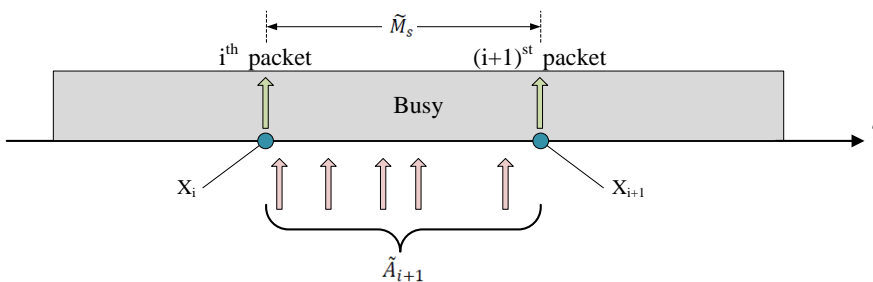 M̃ₛ
iᵗʰ packet
(i+1)ˢᵗ packet
Busy
Xᵢ
Xᵢ₊₁
Ãᵢ₊₁